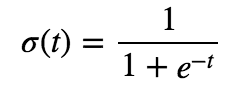 σ(t) = 1 / (1 + e^{-t})